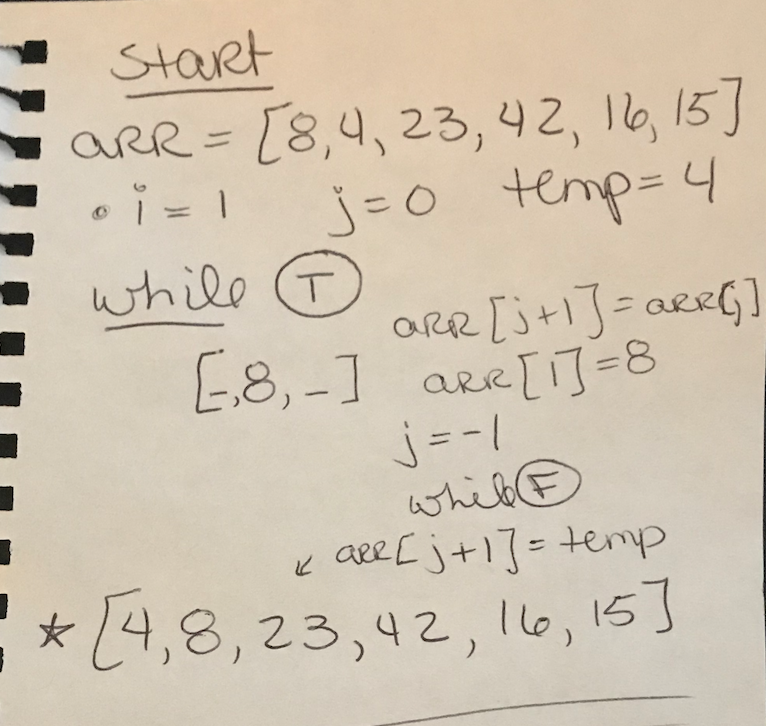 Start
arr = [8,4, 23, 42, 16, 15]
• i = 1 j = 0 temp = 4
while T
arr [j+1] = arr[j]
[-,8, -] arr [1] = 8
j = -1
while F
↙ arr[j+1] = temp
★ [4,8, 23, 42, 16, 15]